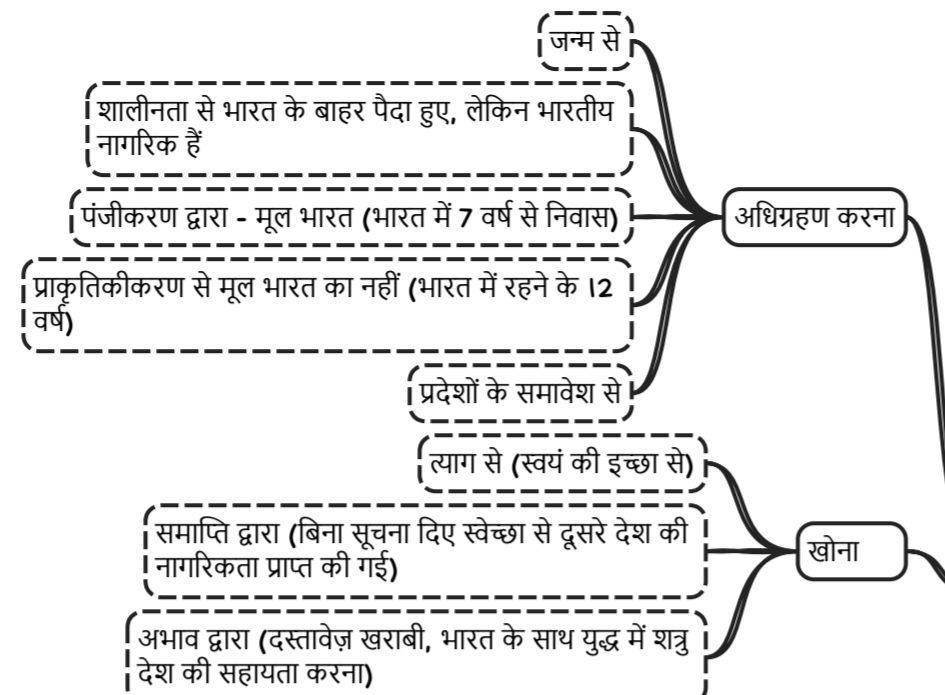 जन्म से
शालीनता से भारत के बाहर पैदा हुए, लेकिन भारतीय
नागरिक हैं
पंजीकरण द्वारा - मूल भारत (भारत में 7 वर्ष से निवास)
अधिग्रहण करना
प्राकृतिकीकरण से मूल भारत का नहीं (भारत में रहने के 12
वर्ष)
प्रदेशों के समावेश से
त्याग से (स्वयं की इच्छा से)
समाप्ति द्वारा (बिना सूचना दिए स्वेच्छा से दूसरे देश की
नागरिकता प्राप्त की गई)
खोना
अभाव द्वारा (दस्तावेज़ खराबी, भारत के साथ युद्ध में शत्रु
देश की सहायता करना)